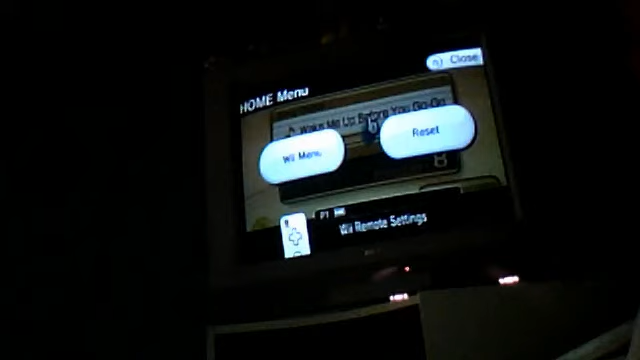 HOME Menu
Close
Wake Me Up Before You Go-Go
Wii Menu
Reset
P1
Wii Remote Settings